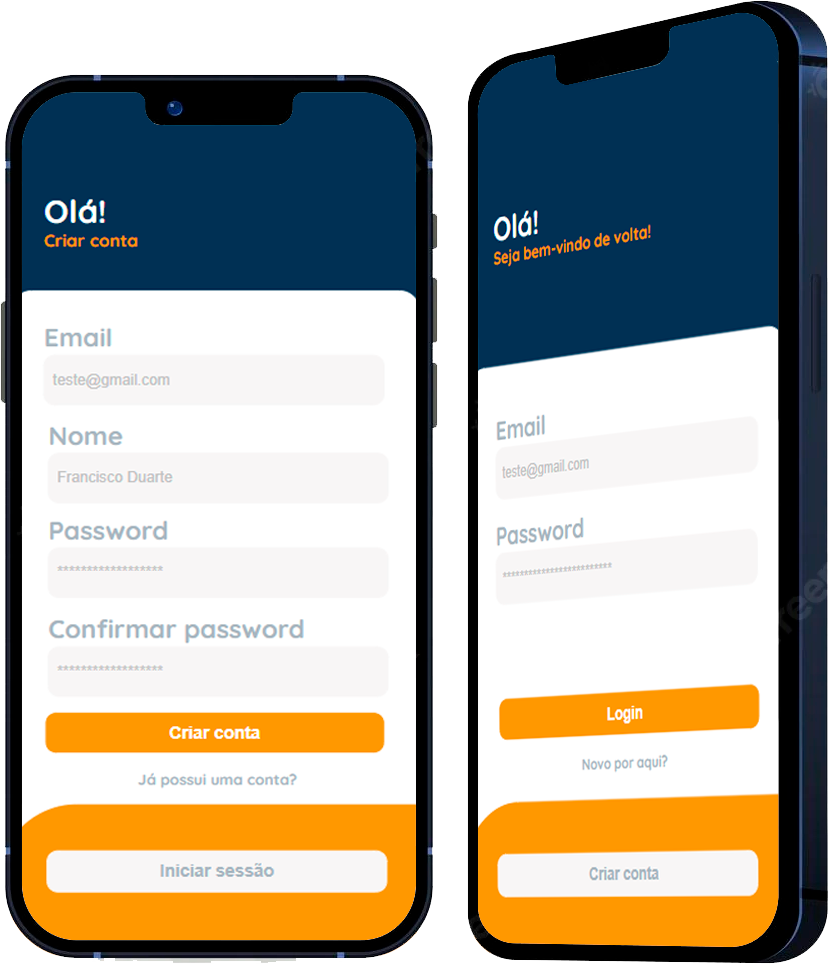 Olá!
Criar conta
Email
teste@gmail.com
Nome
Francisco Duarte
Password
******************
Confirmar password
******************
Criar conta
Já possui uma conta?
Iniciar sessão
Olá!
Seja bem-vindo de volta!
Email
teste@gmail.com
Password
*************************
Login
Novo por aqui?
Criar conta